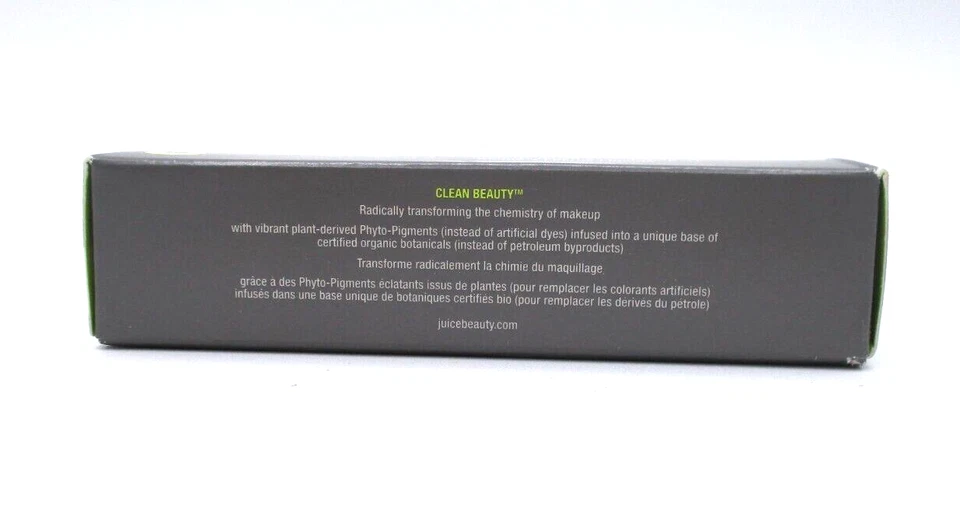 CLEAN BEAUTY™
Radically transforming the chemistry of makeup
with vibrant plant-derived Phyto-Pigments (instead of artificial dyes) infused into a unique base of
certified organic botanicals (instead of petroleum byproducts)
Transforme radicalement la chimie du maquillage
grâce à des Phyto-Pigments éclatants issus de plantes (pour remplacer les colorants artificiels)
infusés dans une base unique de botaniques certifiés bio (pour remplacer les dérivés du pétrole)
juicebeauty.com